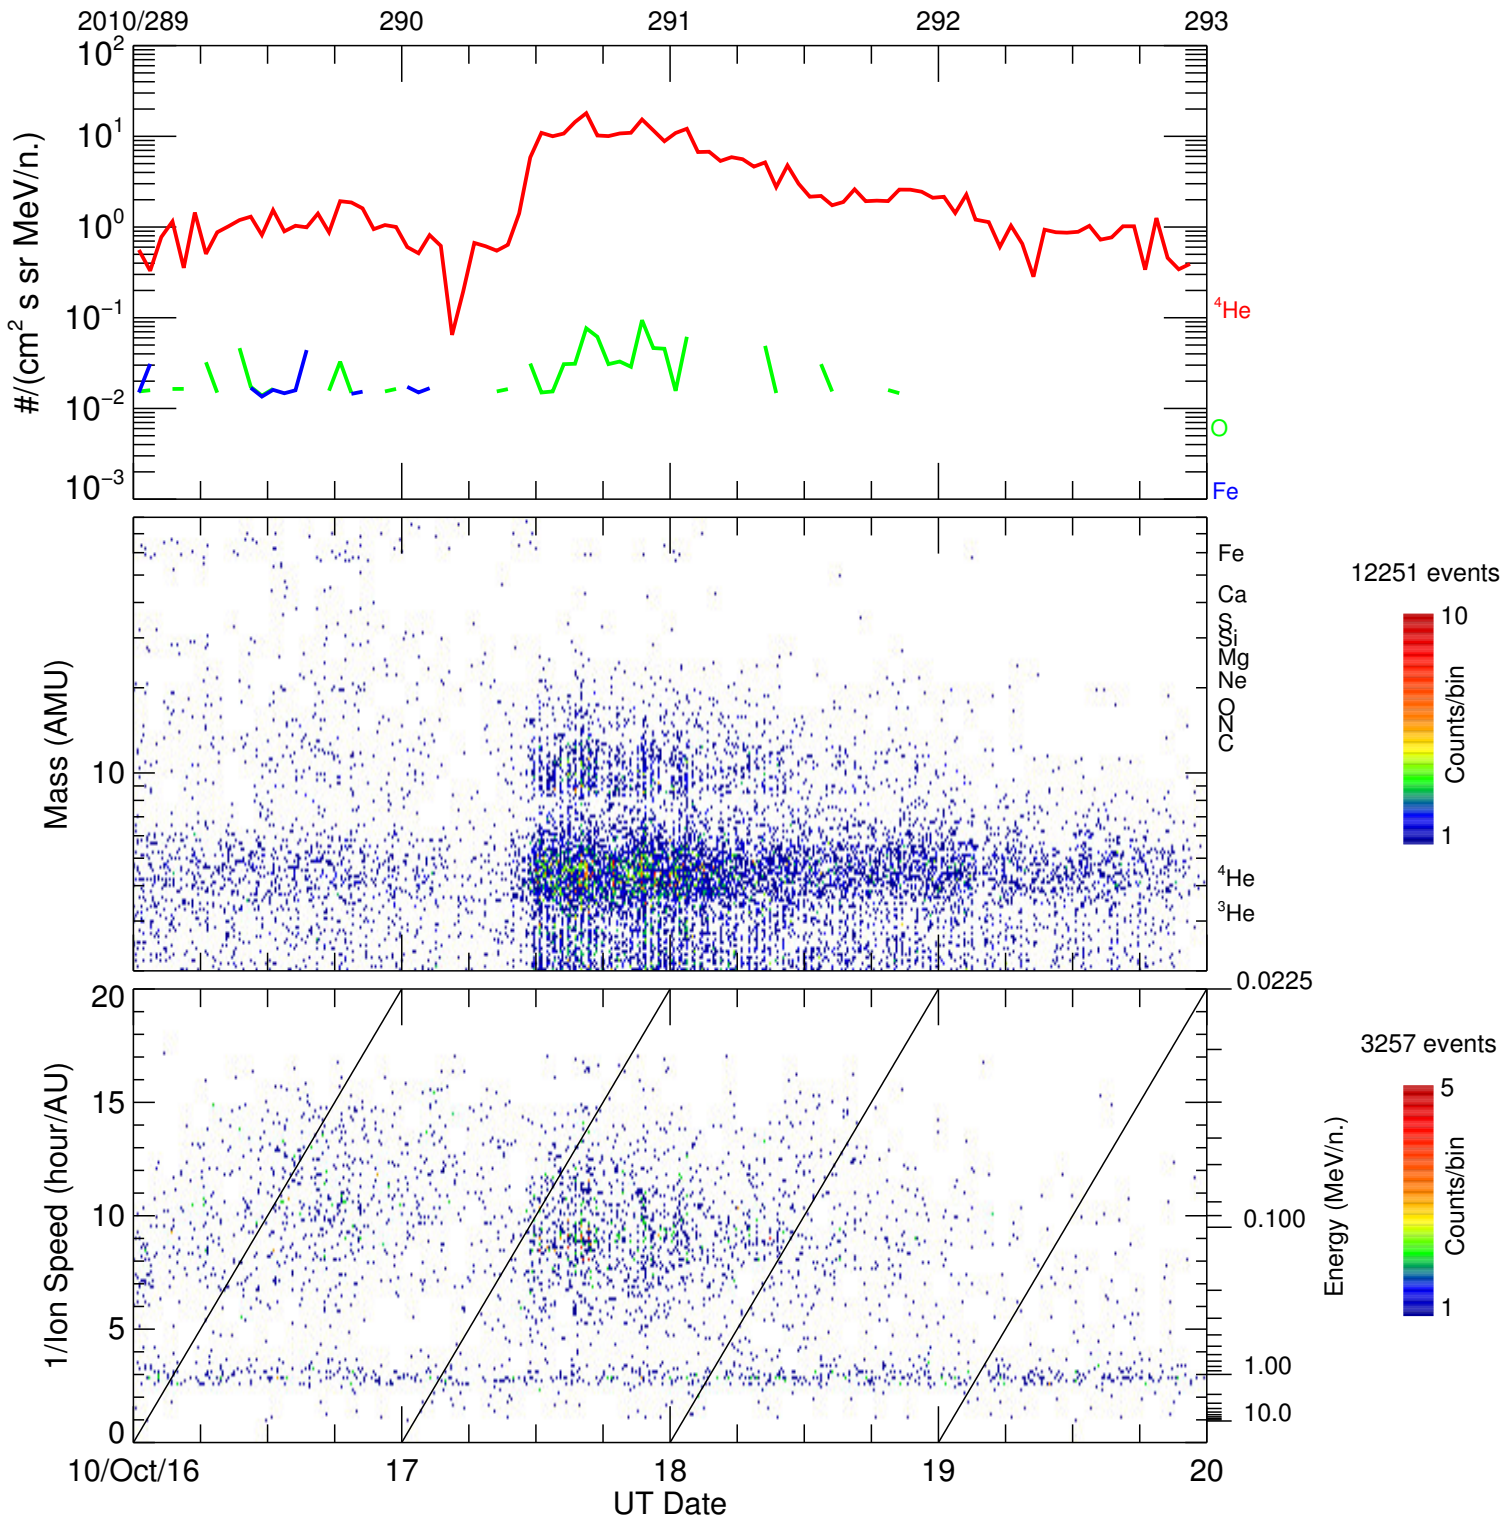 2010/289 290 291 292 293
#/(cm² s sr MeV/n.)
10²
10¹
10⁰
10⁻¹
10⁻²
10⁻³
⁴He
O
Fe
Mass (AMU)
10
Fe
Ca
S
Si
Mg
Ne
O
N
C
⁴He
³He
12251 events
10
Counts/bin
1
1/Ion Speed (hour/AU)
20
15
10
5
0
0.0225
0.100
1.00
10.0
Energy (MeV/n.)
3257 events
5
Counts/bin
1
10/Oct/16 17 18 19 20
UT Date